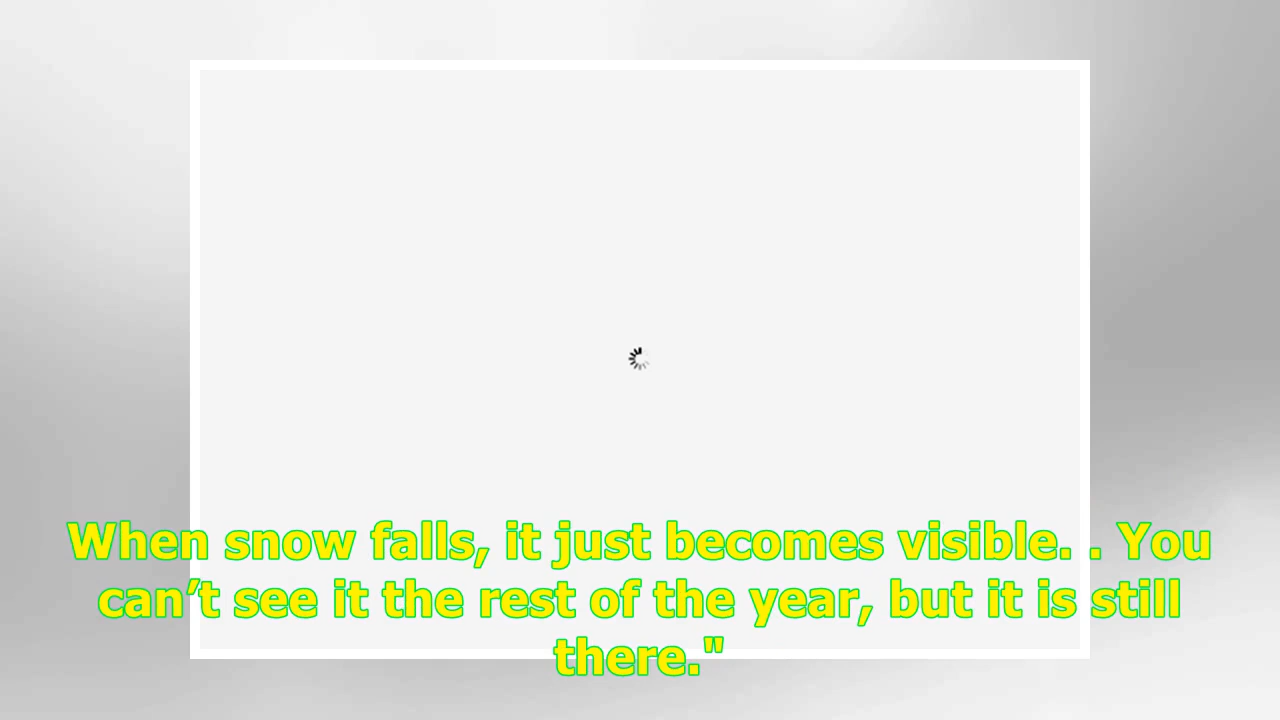 When snow falls, it just becomes visible. . You
can’t see it the rest of the year, but it is still
there."